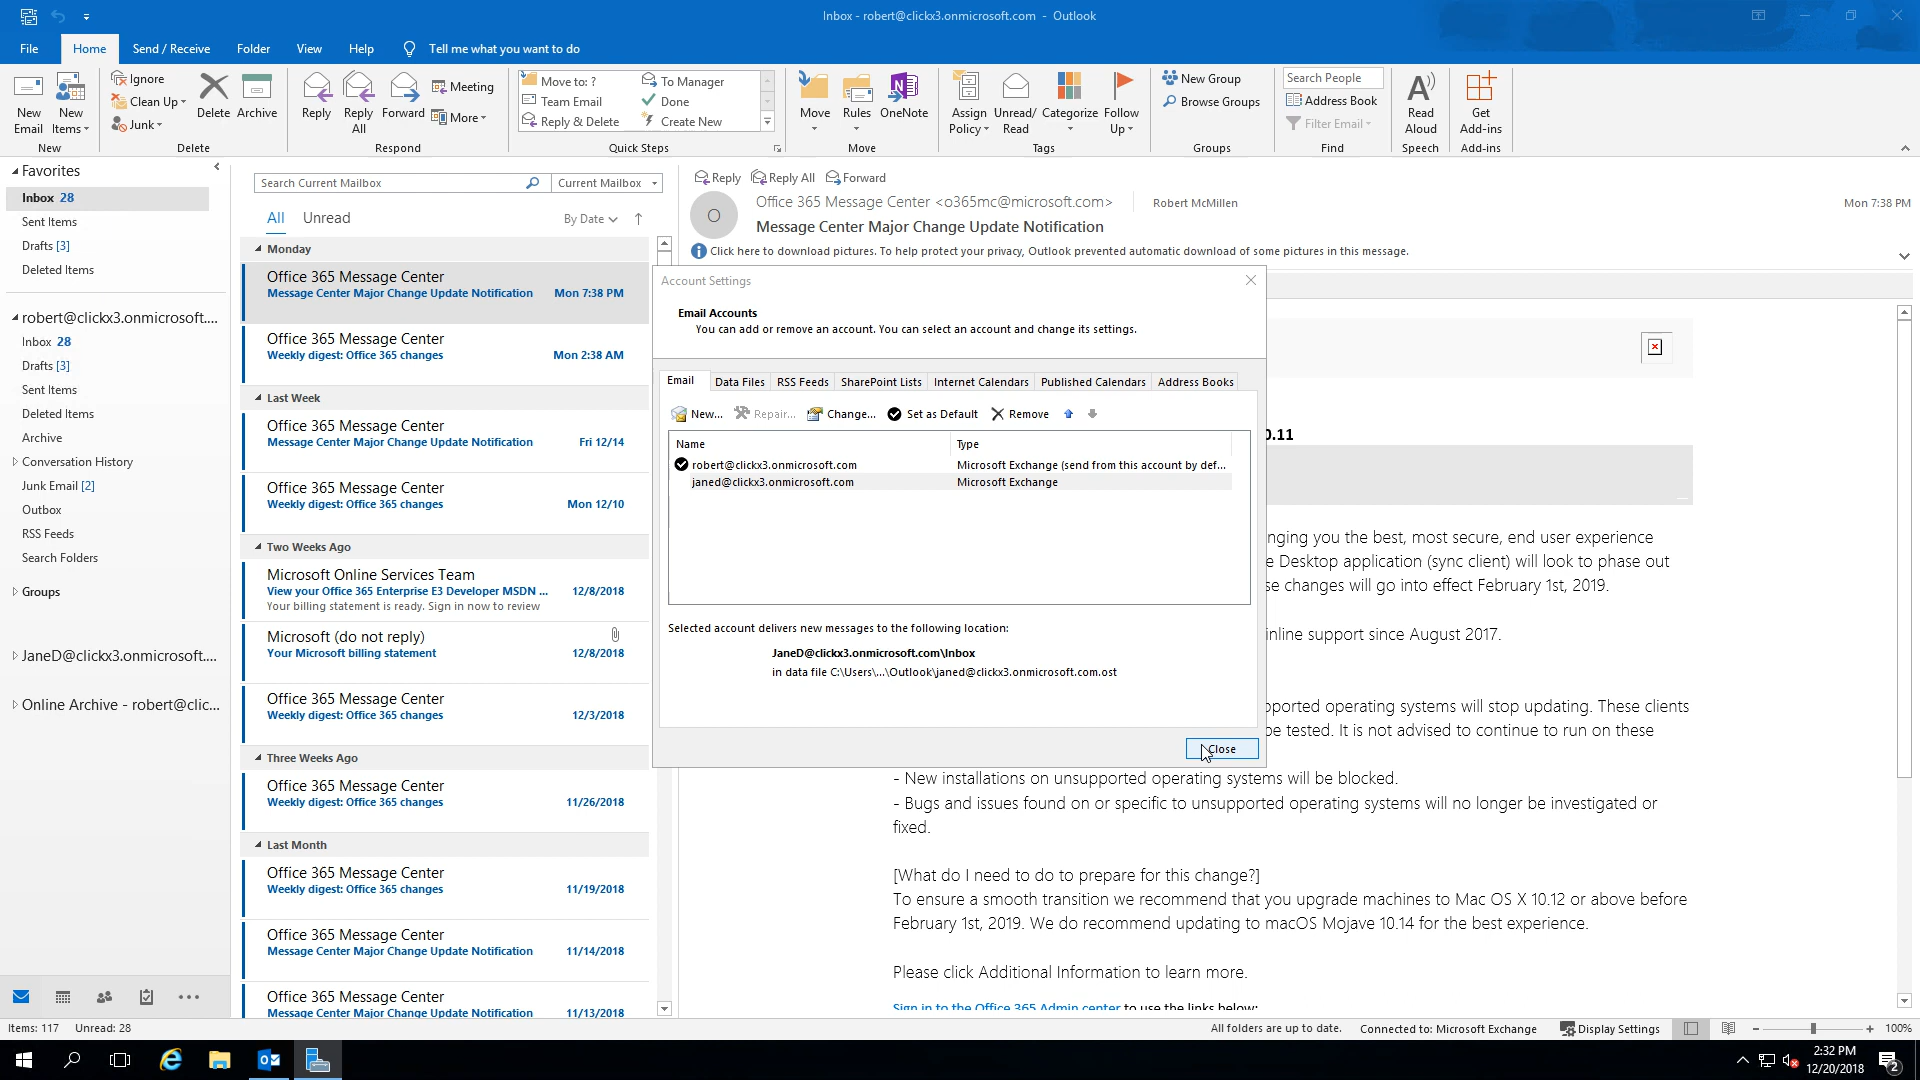 Inbox - robert@clickx3.onmicrosoft.com - Outlook
File Home Send / Receive Folder View Help Tell me what you want to do
New Email
New Items
New
Ignore
Clean Up
Junk
Delete
Archive
Delete
Reply
Reply All
Forward
Meeting
More
Respond
Move to: ?
Team Email
Reply & Delete
To Manager
Done
Create New
Quick Steps
Move
Rules
OneNote
Move
Assign Policy
Unread/ Read
Categorize
Follow Up
Tags
New Group
Browse Groups
Groups
Search People
Address Book
Filter Email
Find
Read Aloud
Speech
Get Add-ins
Add-ins
Favorites
Inbox 28
Sent Items
Drafts [3]
Deleted Items
robert@clickx3.onmicrosoft....
Inbox 28
Drafts [3]
Sent Items
Deleted Items
Archive
Conversation History
Junk Email [2]
Outbox
RSS Feeds
Search Folders
Groups
JaneD@clickx3.onmicrosoft....
Online Archive - robert@clic...
Search Current Mailbox
Current Mailbox
All Unread By Date
Monday
Office 365 Message Center
Message Center Major Change Update Notification Mon 7:38 PM
Office 365 Message Center
Weekly digest: Office 365 changes Mon 2:38 AM
Last Week
Office 365 Message Center
Message Center Major Change Update Notification Fri 12/14
Office 365 Message Center
Weekly digest: Office 365 changes Mon 12/10
Two Weeks Ago
Microsoft Online Services Team
View your Office 365 Enterprise E3 Developer MSDN ... 12/8/2018
Your billing statement is ready. Sign in now to review
Microsoft (do not reply)
Your Microsoft billing statement 12/8/2018
Office 365 Message Center
Weekly digest: Office 365 changes 12/3/2018
Three Weeks Ago
Office 365 Message Center
Weekly digest: Office 365 changes 11/26/2018
Last Month
Office 365 Message Center
Weekly digest: Office 365 changes 11/19/2018
Office 365 Message Center
Message Center Major Change Update Notification 11/14/2018
Office 365 Message Center
Message Center Major Change Update Notification 11/13/2018
Reply Reply All Forward
O
Office 365 Message Center <o365mc@microsoft.com> Robert McMillen Mon 7:38 PM
Message Center Major Change Update Notification
Click here to download pictures. To help protect your privacy, Outlook prevented automatic download of some pictures in this message.
Account Settings
Email Accounts
You can add or remove an account. You can select an account and change its settings.
Email Data Files RSS Feeds SharePoint Lists Internet Calendars Published Calendars Address Books
New... Repair... Change... Set as Default Remove
Name Type
robert@clickx3.onmicrosoft.com Microsoft Exchange (send from this account by def...
janed@clickx3.onmicrosoft.com Microsoft Exchange
Selected account delivers new messages to the following location:
JaneD@clickx3.onmicrosoft.com\Inbox
in data file C:\Users\...\Outlook\janed@clickx3.onmicrosoft.com.ost
Close
0.11
nging you the best, most secure, end user experience
e Desktop application (sync client) will look to phase out
se changes will go into effect February 1st, 2019.
inline support since August 2017.
ported operating systems will stop updating. These clients
be tested. It is not advised to continue to run on these
- New installations on unsupported operating systems will be blocked.
- Bugs and issues found on or specific to unsupported operating systems will no longer be investigated or
fixed.
[What do I need to do to prepare for this change?]
To ensure a smooth transition we recommend that you upgrade machines to Mac OS X 10.12 or above before
February 1st, 2019. We do recommend updating to macOS Mojave 10.14 for the best experience.
Please click Additional Information to learn more.
Sign in to the Office 365 Admin center to use the links below:
Items: 117 Unread: 28
All folders are up to date. Connected to: Microsoft Exchange Display Settings 100%
2:32 PM
12/20/2018
2